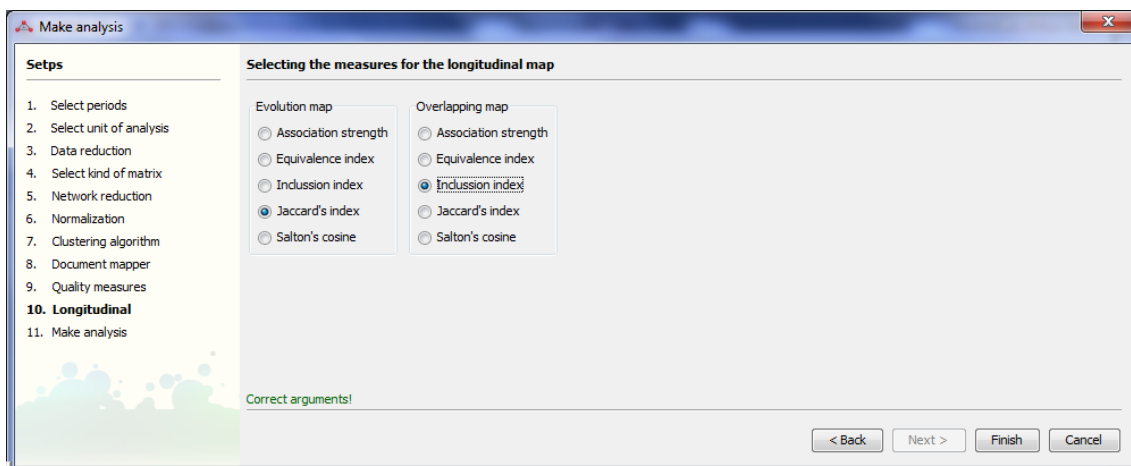 Make analysis
Setps
1. Select periods
2. Select unit of analysis
3. Data reduction
4. Select kind of matrix
5. Network reduction
6. Normalization
7. Clustering algorithm
8. Document mapper
9. Quality measures
10. Longitudinal
11. Make analysis
Selecting the measures for the longitudinal map
Evolution map
Association strength
Equivalence index
Inclussion index
Jaccard's index
Salton's cosine
Overlapping map
Association strength
Equivalence index
Inclussion index
Jaccard's index
Salton's cosine
Correct arguments!
< Back Next > Finish Cancel